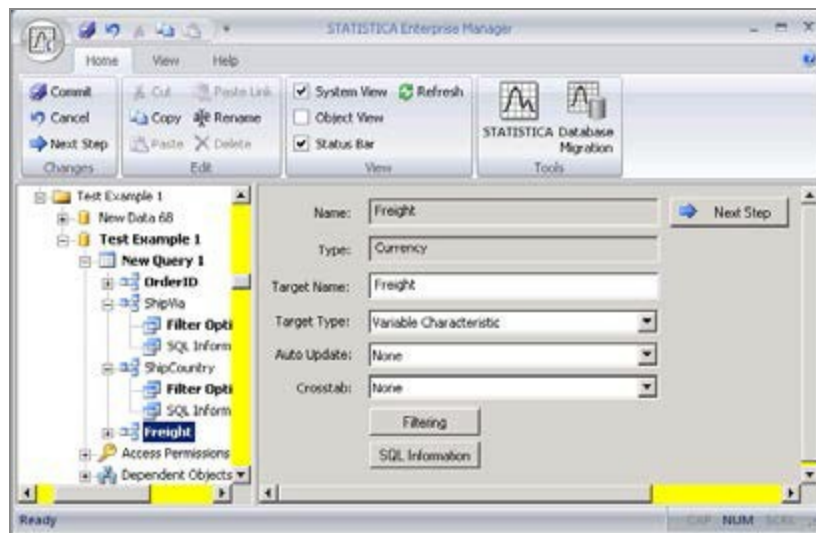 STATISTICA Enterprise Manager
Home View Help
Commit
Cancel
Next Step
Changes
Cut
Copy
Paste
Paste Link
Rename
Delete
Edit
System View
Object View
Status Bar
Refresh
View
STATISTICA
Database Migration
Tools
Test Example 1
New Data 68
Test Example 1
New Query 1
OrderID
ShipVia
Filter Opti
SQL Inform
ShipCountry
Filter Opti
SQL Inform
Freight
Access Permissions
Dependent Objects
Name: Freight
Next Step
Type: Currency
Target Name: Freight
Target Type: Variable Characteristic
Auto Update: None
Crosstab: None
Filtering
SQL Information
Ready
CAP NUM SCRL